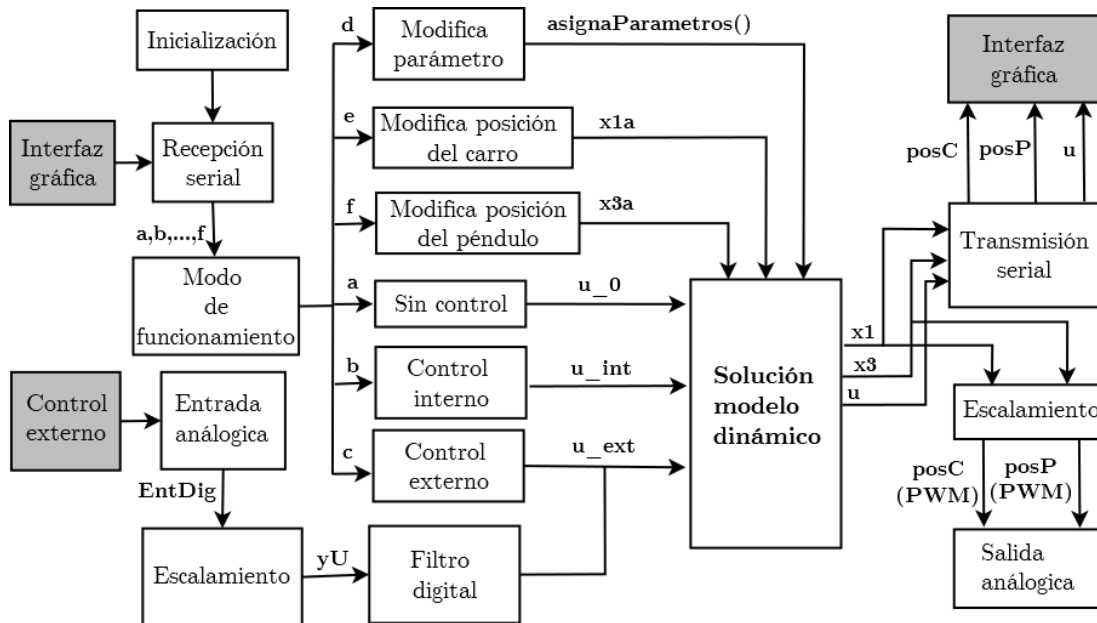 Inicialización
Interfaz
gráfica
Recepción
serial
a,b,...,f
Modo
de
funcionamiento
Control
externo
Entrada
análogica
EntDig
Escalamiento
yU
Filtro
digital
d
Modifica
parámetro
asignaParametros()
e
Modifica posición
del carro
x1a
f
Modifica posición
del péndulo
x3a
a
Sin control
u_0
b
Control
interno
u_int
c
Control
externo
u_ext
Solución
modelo
dinámico
x1
x3
u
Interfaz
gráfica
posC
posP
u
Transmisión
serial
Escalamiento
posC
(PWM)
posP
(PWM)
Salida
análogica